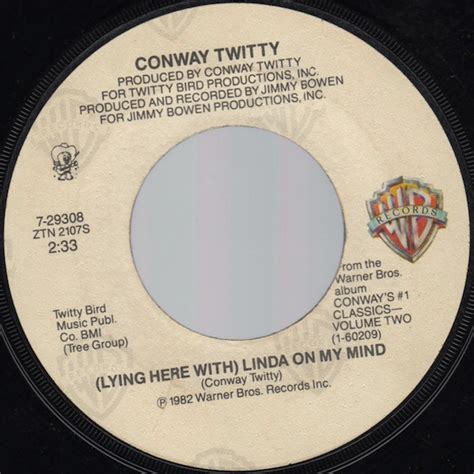 CONWAY TWITTY
PRODUCED BY CONWAY TWITTY
FOR TWITTY BIRD PRODUCTIONS, INC.
PRODUCED AND RECORDED BY JIMMY BOWEN
FOR JIMMY BOWEN PRODUCTIONS, INC.
7-29308
ZTN 2107S
2:33
WB
RECORDS
Twitty Bird
Music Publ.
Co. BMI
(Tree Group)
From the
Warner Bros.
album
CONWAY'S #1
CLASSICS—
VOLUME TWO
(1-60209)
(LYING HERE WITH) LINDA ON MY MIND
(Conway Twitty)
Ⓟ 1982 Warner Bros. Records Inc.